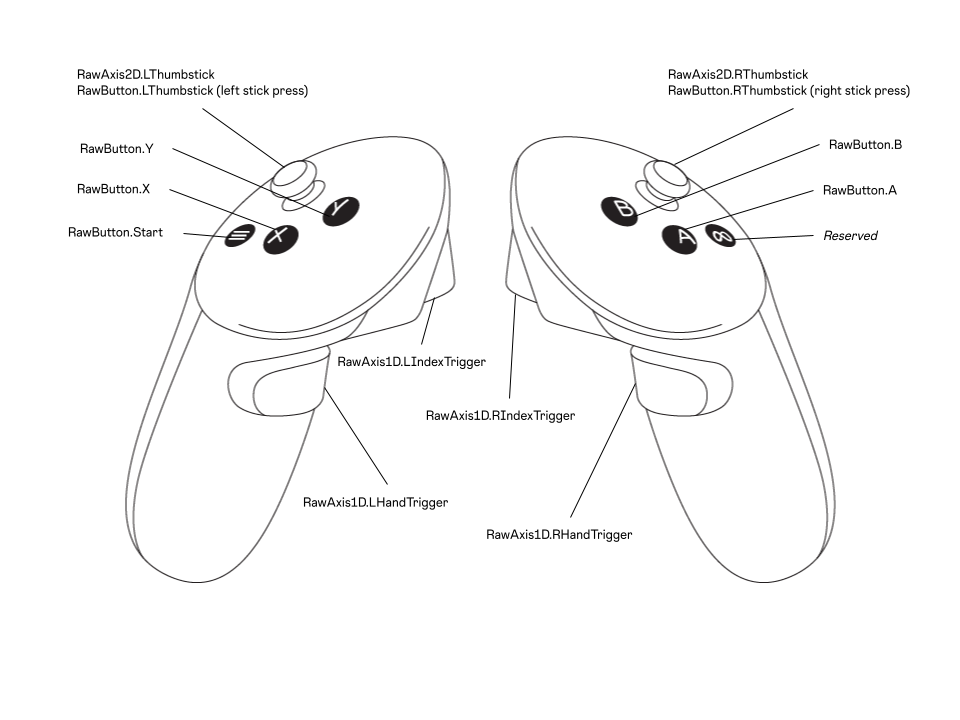 RawAxis2D.LThumbstick
RawButton.LThumbstick (left stick press)
RawAxis2D.RThumbstick
RawButton.RThumbstick (right stick press)
RawButton.Y
RawButton.B
RawButton.X
RawButton.A
RawButton.Start
Reserved
Y
X
B
A
RawAxis1D.LIndexTrigger
RawAxis1D.RIndexTrigger
RawAxis1D.LHandTrigger
RawAxis1D.RHandTrigger